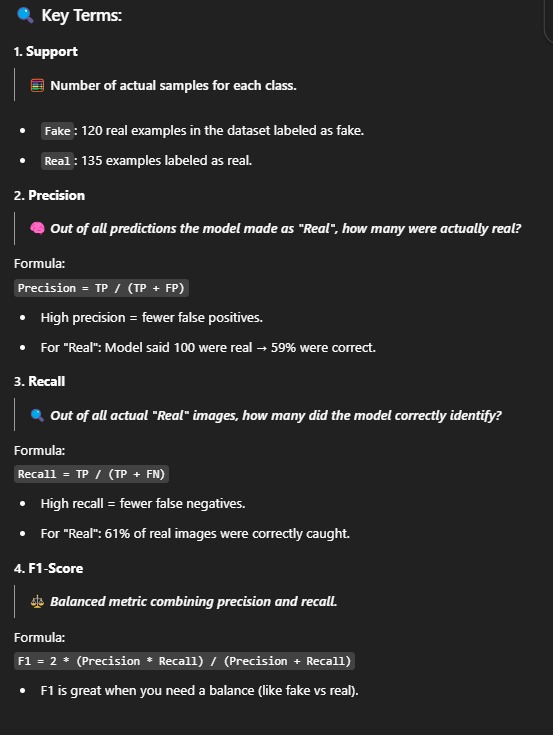 🔍 Key Terms:
1. Support
🧮 Number of actual samples for each class.
• Fake: 120 real examples in the dataset labeled as fake.
• Real: 135 examples labeled as real.
2. Precision
🧠 Out of all predictions the model made as "Real", how many were actually real?
Formula:
Precision = TP / (TP + FP)
• High precision = fewer false positives.
• For "Real": Model said 100 were real → 59% were correct.
3. Recall
🔍 Out of all actual "Real" images, how many did the model correctly identify?
Formula:
Recall = TP / (TP + FN)
• High recall = fewer false negatives.
• For "Real": 61% of real images were correctly caught.
4. F1-Score
⚖️ Balanced metric combining precision and recall.
Formula:
F1 = 2 * (Precision * Recall) / (Precision + Recall)
• F1 is great when you need a balance (like fake vs real).